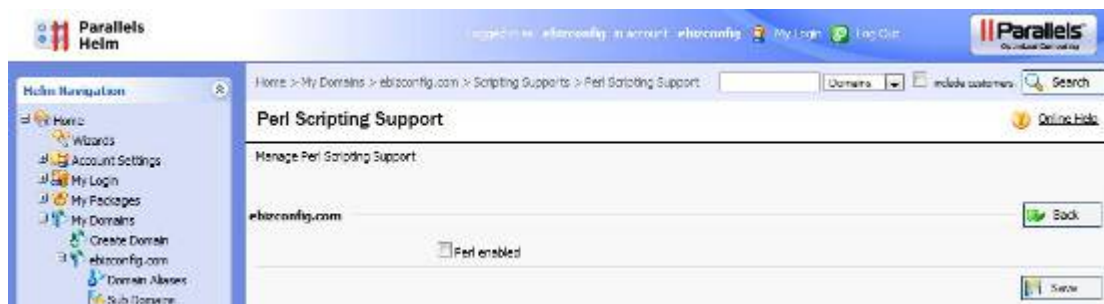 Parallels
Helm
Logged in as: ebizconfig in account: ebizconfig My Login Log Out
Parallels
Helm Navigation
Home > My Domains > ebizconfig.com > Scripting Supports > Perl Scripting Support
Domains
include customers
Search
Home
Wizards
Account Settings
My Login
My Packages
My Domains
Create Domain
ebizconfig.com
Domain Aliases
Sub Domains
Perl Scripting Support
Online Help
Manage Perl Scripting Support
ebizconfig.com
Back
Perl enabled
Save